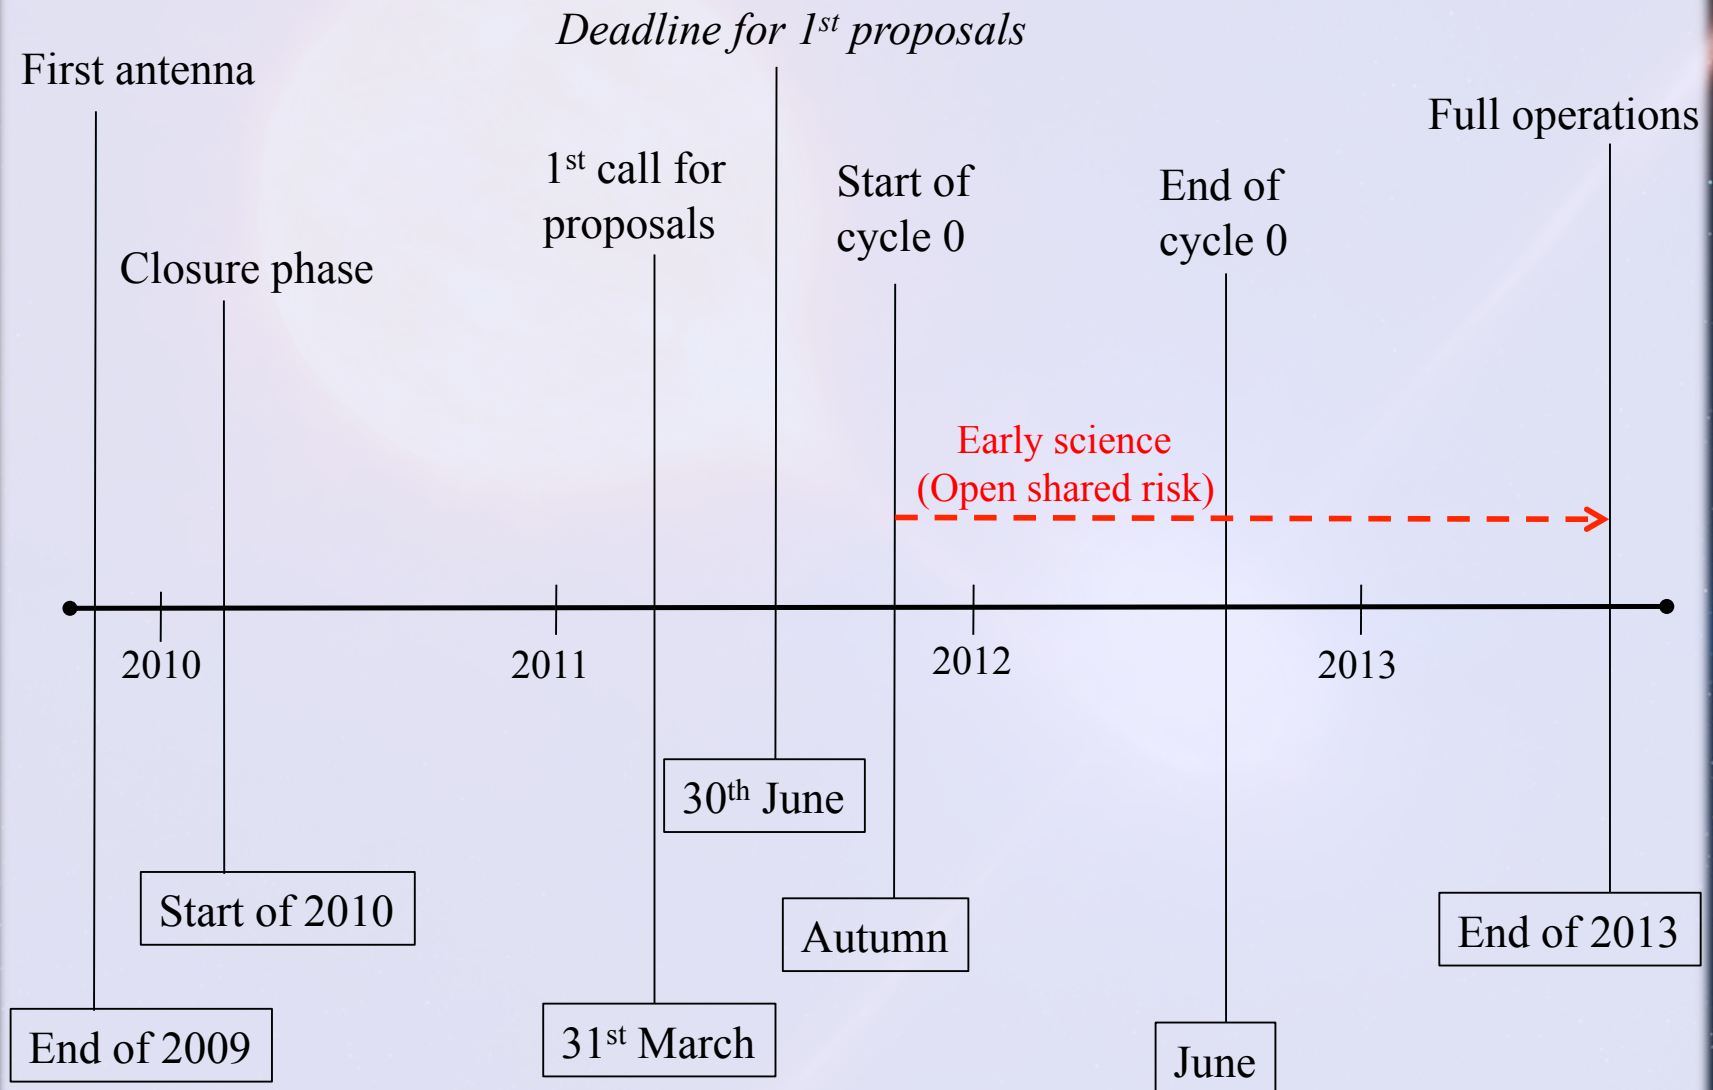 Deadline for 1st proposals
First antenna
Full operations
1st call for
proposals
Start of
cycle 0
End of
cycle 0
Closure phase
Early science
(Open shared risk)
2010
2011
2012
2013
30th June
Start of 2010
Autumn
End of 2013
End of 2009
31st March
June